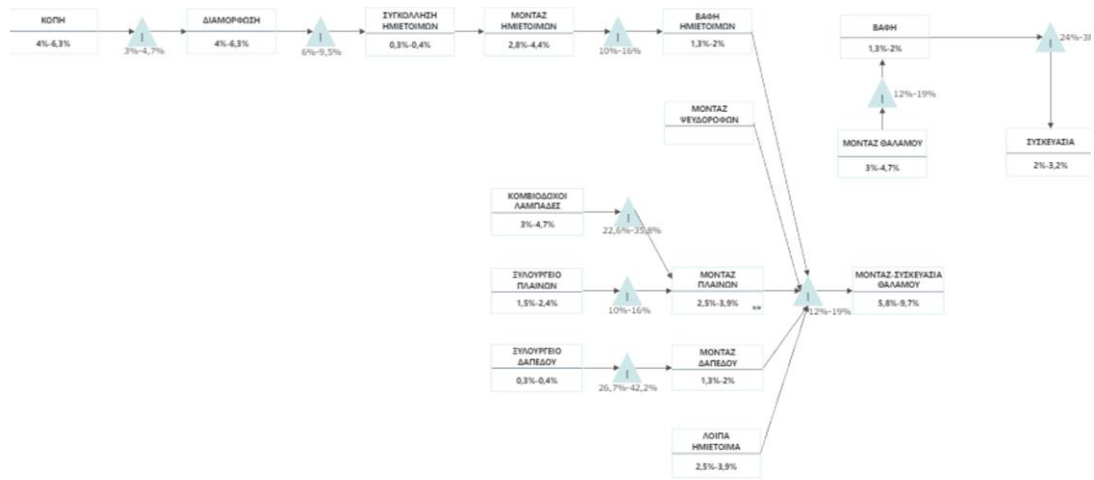 ΚΟΠΗ
4%-6,3%
I
3%-4,7%
ΔΙΑΜΟΡΦΩΣΗ
4%-6,3%
I
6%-9,5%
ΣΥΓΚΟΛΛΗΣΗ
ΗΜΙΕΤΟΙΜΩΝ
0,3%-0,4%
ΜΟΝΤΑΖ
ΗΜΙΕΤΟΙΜΩΝ
2,8%-4,4%
I
10%-16%
ΒΑΦΗ
ΗΜΙΕΤΟΙΜΩΝ
1,3%-2%
ΒΑΦΗ
1,3%-2%
I
24%-38
I
12%-19%
ΜΟΝΤΑΖ ΘΑΛΑΜΟΥ
3%-4,7%
ΣΥΣΚΕΥΑΣΙΑ
2%-3,2%
ΜΟΝΤΑΖ
ΨΕΥΔΟΡΟΦΩΝ
ΚΟΜΒΙΟΔΟΧΟΙ
ΛΑΜΠΑΔΕΣ
3%-4,7%
I
22,6%-35,8%
ΞΥΛΟΥΡΓΕΙΟ
ΠΛΑΙΝΩΝ
1,5%-2,4%
I
10%-16%
ΜΟΝΤΑΖ
ΠΛΑΙΝΩΝ
2,5%-3,9%
**
I
12%-19%
ΜΟΝΤΑΖ-ΣΥΣΚΕΥΑΣΙΑ
ΘΑΛΑΜΟΥ
5,8%-9,7%
ΞΥΛΟΥΡΓΕΙΟ
ΔΑΠΕΔΟΥ
0,3%-0,4%
I
26,7%-42,2%
ΜΟΝΤΑΖ
ΔΑΠΕΔΟΥ
1,3%-2%
ΛΟΙΠΑ
ΗΜΙΕΤΟΙΜΑ
2,5%-3,9%